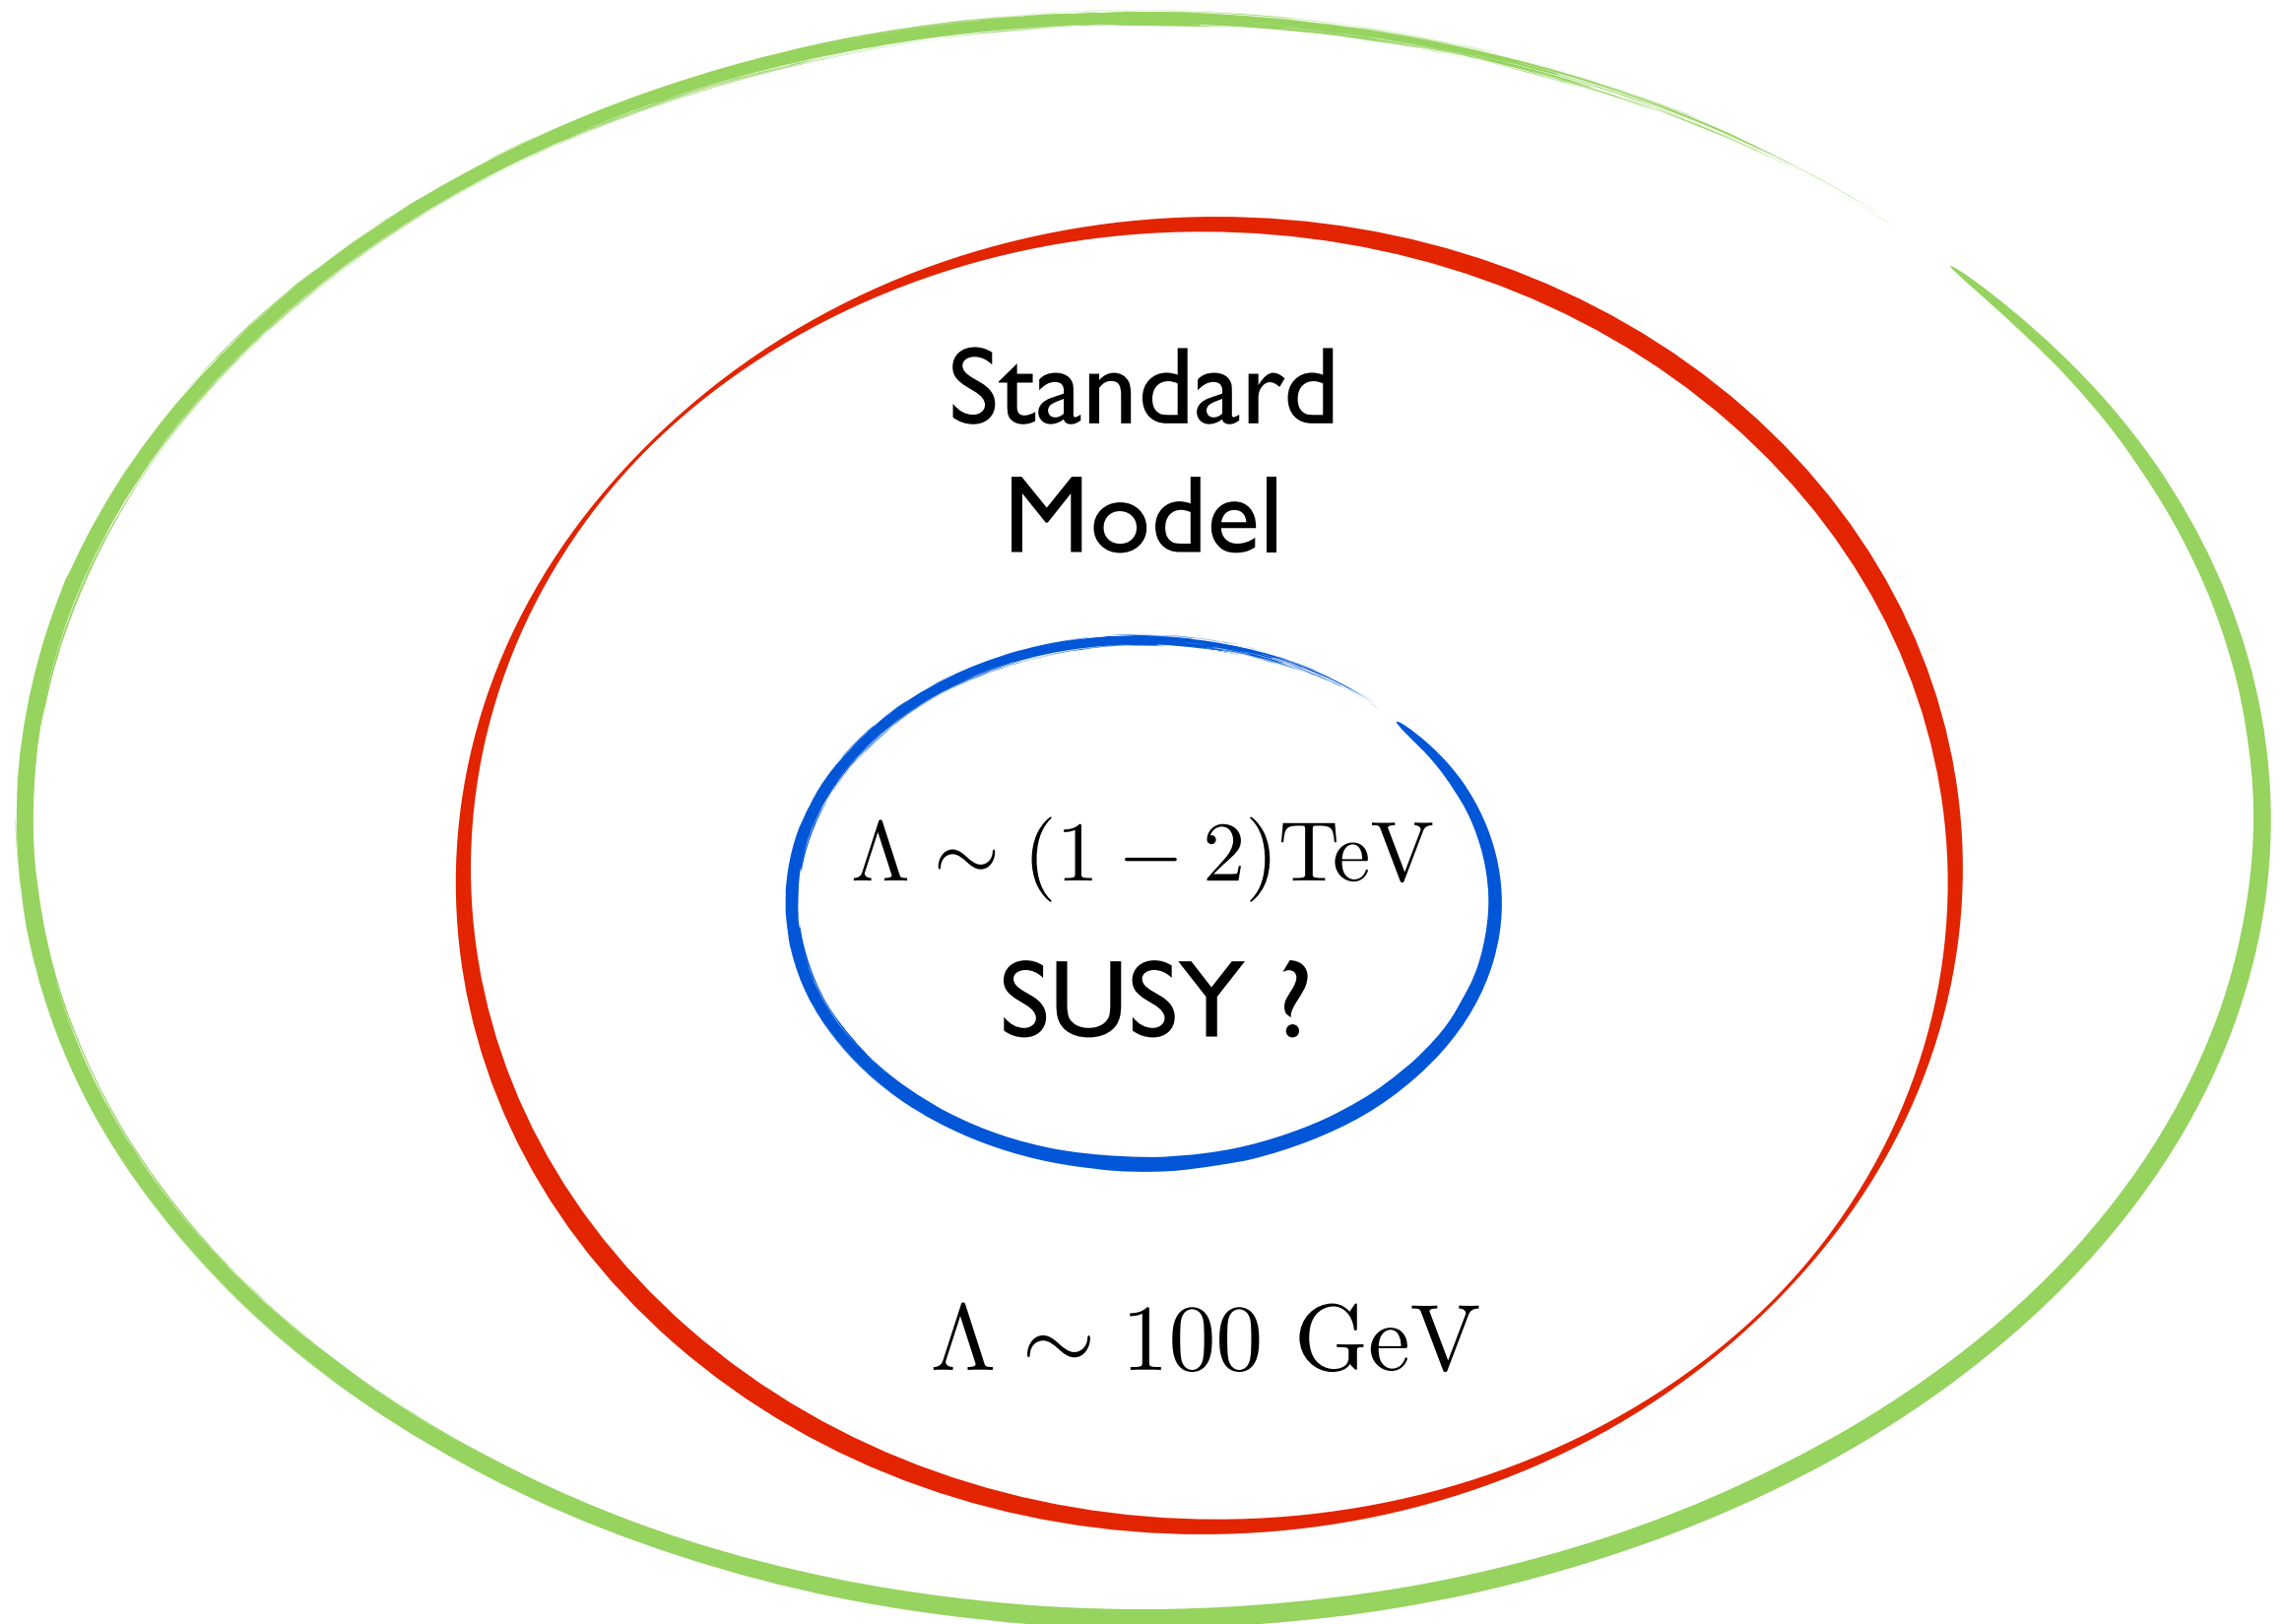 Standard
Model
Λ ∼ (1 − 2)TeV
SUSY ?
Λ ∼ 100 GeV